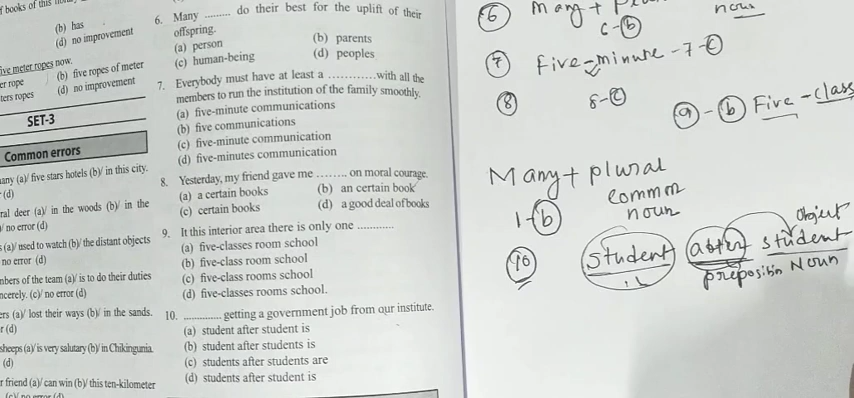 f books of this
(b) has
(d) no improvement
ive meter ropes now.
er rope (b) five ropes of meter
ters ropes (d) no improvement
SET-3
Common errors
any (a)/ five stars hotels (b)/ in this city.
(d)
ral deer (a)/ in the woods (b)/ in the
/ no error (d)
s (a)/ used to watch (b)/ the distant objects
no error (d)
mbers of the team (a)/ is to do their duties
ncerely. (c)/ no error (d)
ers (a)/ lost their ways (b)/ in the sands.
r (d)
sheeps (a)/ is very salutary (b)/ in Chikingunia.
(d)
r friend (a)/ can win (b)/ this ten-kilometer
(c)/ no error (d)
6. Many ......... do their best for the uplift of their
offspring.
(a) person (b) parents
(c) human-being (d) peoples
7. Everybody must have at least a ............with all the
members to run the institution of the family smoothly.
(a) five-minute communications
(b) five communications
(c) five-minute communication
(d) five-minutes communication
8. Yesterday, my friend gave me ........ on moral courage.
(a) a certain books (b) an certain book
(c) certain books (d) a good deal of books
9. It this interior area there is only one ............
(a) five-classes room school
(b) five-class room school
(c) five-class rooms school
(d) five-classes rooms school.
10. ............. getting a government job from our institute.
(a) student after student is
(b) student after students is
(c) students after students are
(d) students after student is
6 Many +
noun
6-b
7 Five-minute - 7-c
8 8-c
9 - b Five-class
Many + plural
common
noun
1-b
object
10 student after student
preposition Noun